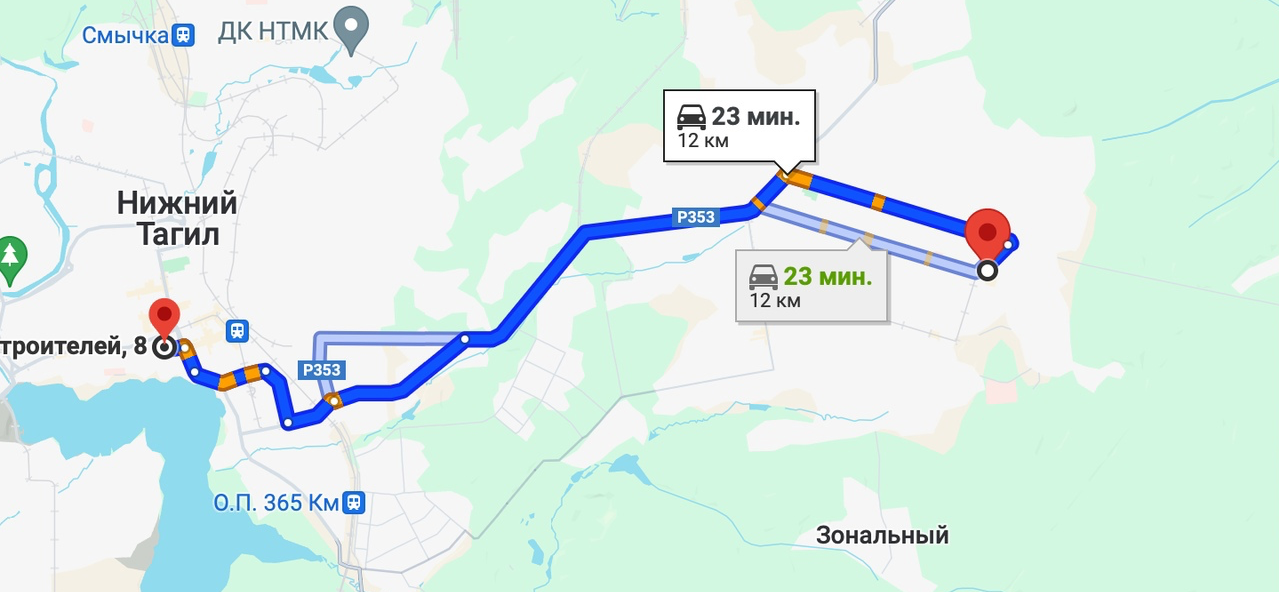 Смычка
ДК НТМК
23 мин.
12 км
Нижний
Тагил
Р353
23 мин.
12 км
троителей, 8
Р353
О.П. 365 Км
Зональный